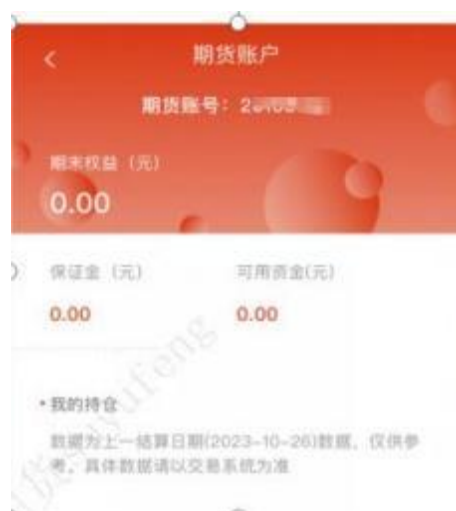 期货账户
期货账号：2
期末权益（元）
0.00
保证金（元） 可用资金(元)
0.00 0.00
• 我的持仓
数据为上一结算日期(2023-10-26)数据，仅供参
考，具体数据请以交易系统为准